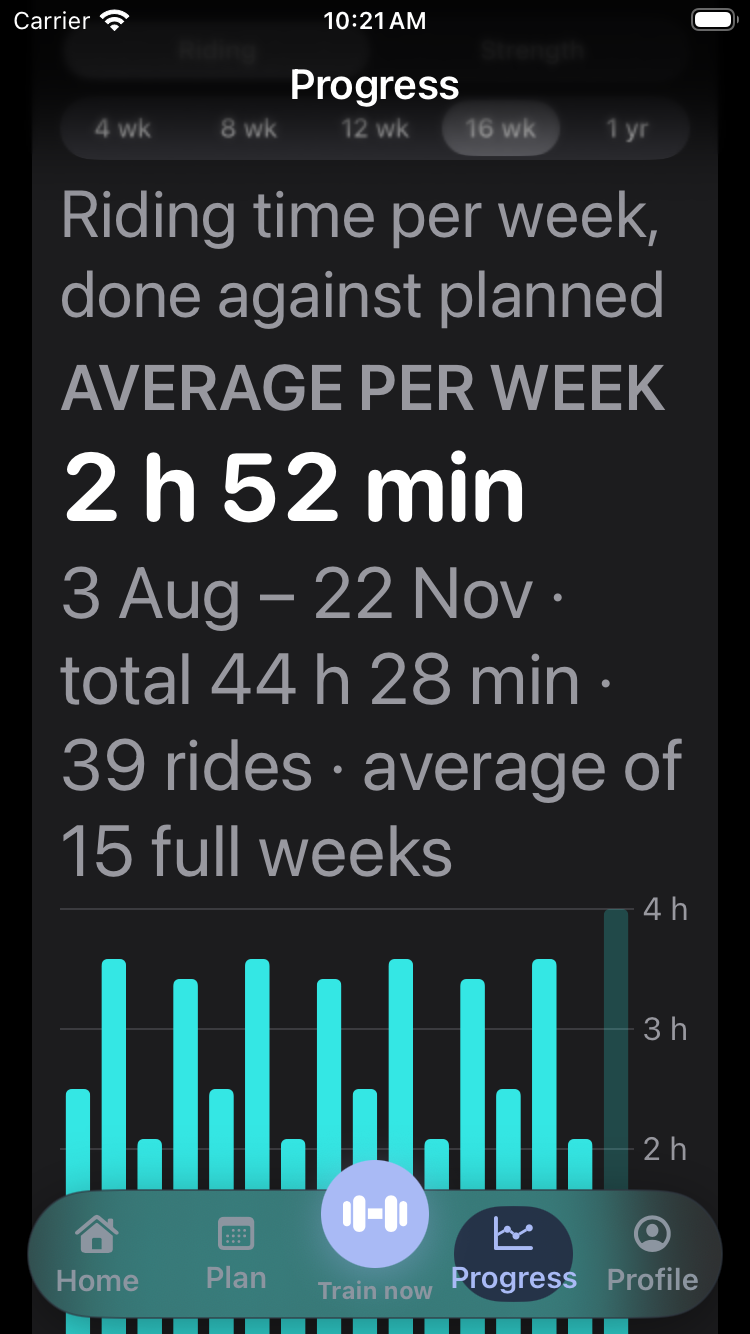 Carrier
10:21 AM
Riding
Strength
Progress
4 wk
8 wk
12 wk
16 wk
1 yr
Riding time per week,
done against planned
AVERAGE PER WEEK
2 h 52 min
3 Aug – 22 Nov ·
total 44 h 28 min ·
39 rides · average of
15 full weeks
4 h
3 h
2 h
Home
Plan
Train now
Progress
Profile